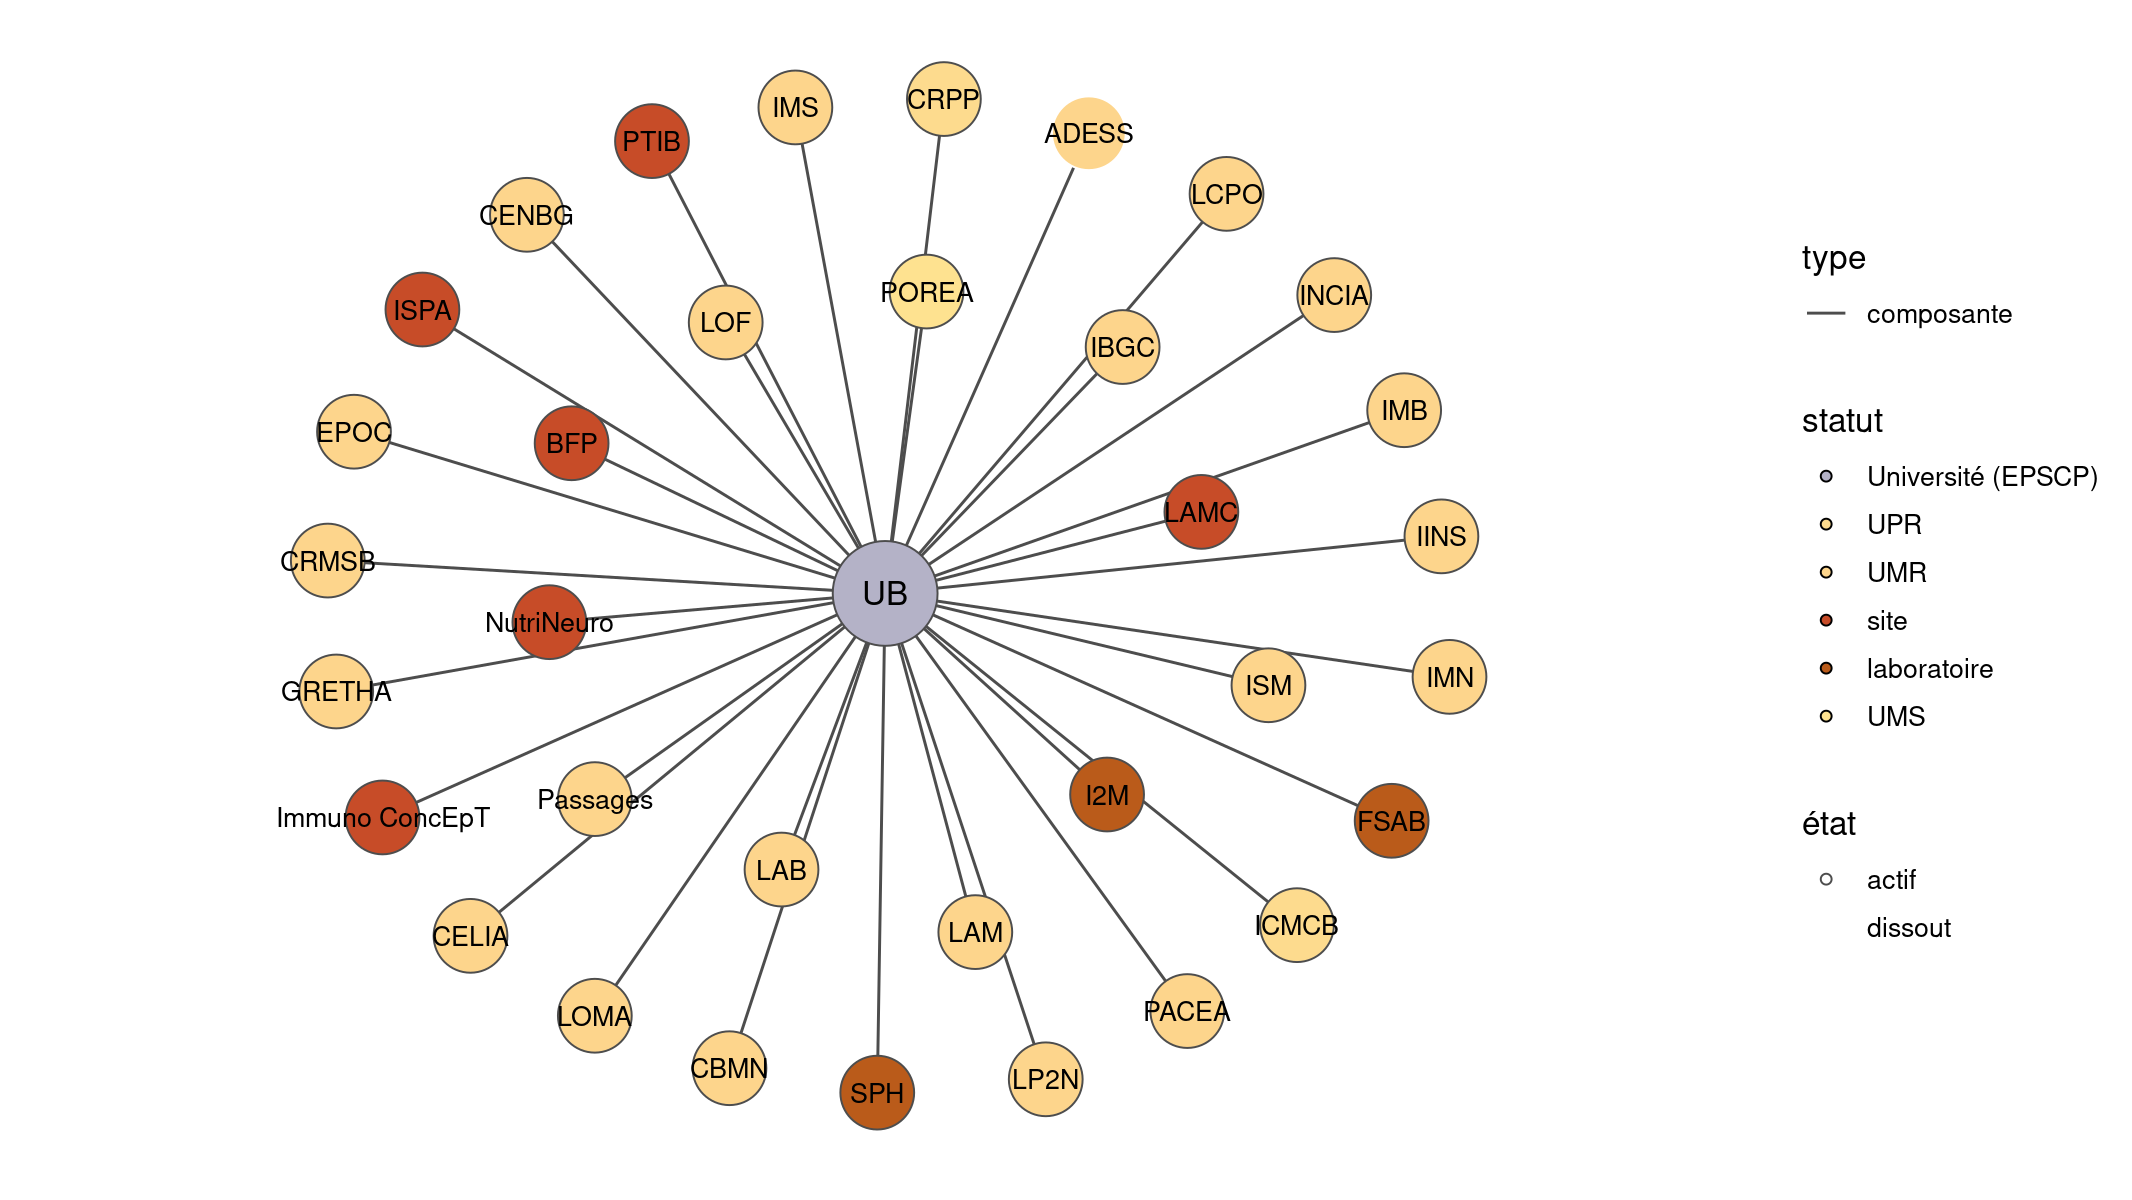 CRPP
IMS
ADESS
PTIB
LCPO
CENBG
POREA
INCIA
ISPA
LOF
IBGC
IMB
EPOC
BFP
LAMC
IINS
CRMSB
UB
NutriNeuro
IMN
ISM
GRETHA
I2M
Passages
Immuno ConcEpT
FSAB
LAB
ICMCB
LAM
CELIA
PACEA
LOMA
CBMN
LP2N
SPH
type
composante
statut
Université (EPSCP)
UPR
UMR
site
laboratoire
UMS
état
actif
dissout